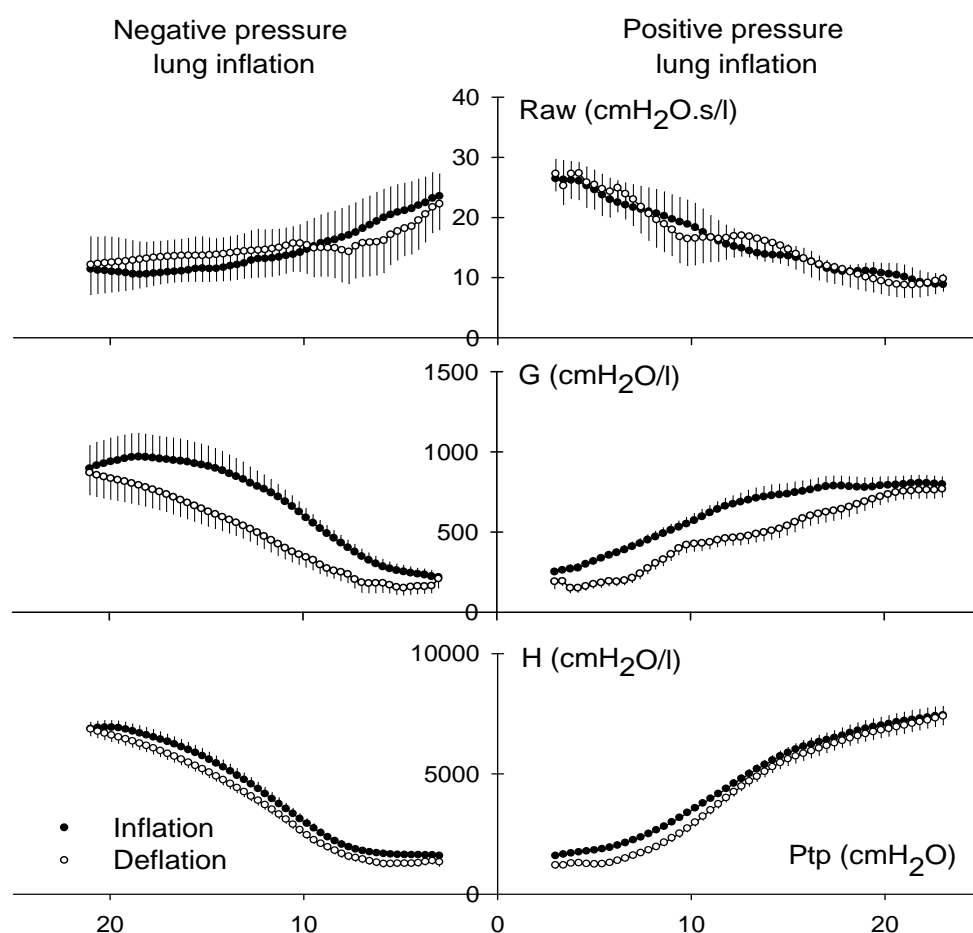 Negative pressure
lung inflation
Positive pressure
lung inflation
40
Raw (cmH2O.s/l)
30
20
10
0
1500
G (cmH2O/l)
1000
500
0
10000
H (cmH2O/l)
5000
Inflation
Deflation
Ptp (cmH2O)
0
20
10
0
10
20